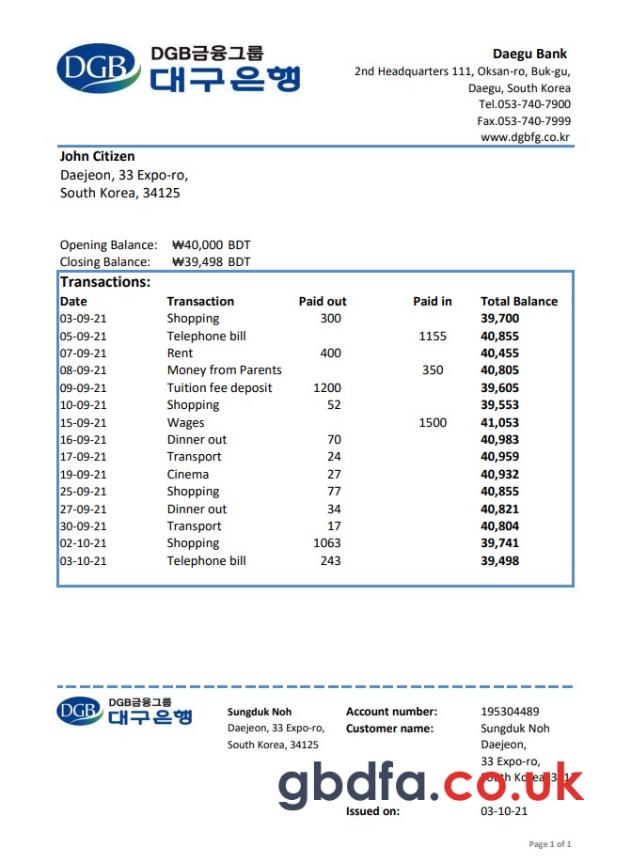 DGB
DGB금융그룹
대구은행
Daegu Bank
2nd Headquarters 111, Oksan-ro, Buk-gu,
Daegu, South Korea
Tel.053-740-7900
Fax.053-740-7999
www.dgbfg.co.kr
John Citizen
Daejeon, 33 Expo-ro,
South Korea, 34125
Opening Balance: ₩40,000 BDT
Closing Balance: ₩39,498 BDT
Transactions:
Date Transaction Paid out Paid in Total Balance
03-09-21 Shopping 300 39,700
05-09-21 Telephone bill 1155 40,855
07-09-21 Rent 400 40,455
08-09-21 Money from Parents 350 40,805
09-09-21 Tuition fee deposit 1200 39,605
10-09-21 Shopping 52 39,553
15-09-21 Wages 1500 41,053
16-09-21 Dinner out 70 40,983
17-09-21 Transport 24 40,959
19-09-21 Cinema 27 40,932
25-09-21 Shopping 77 40,855
27-09-21 Dinner out 34 40,821
30-09-21 Transport 17 40,804
02-10-21 Shopping 1063 39,741
03-10-21 Telephone bill 243 39,498
DGB
DGB금융그룹
대구은행
Sungduk Noh
Daejeon, 33 Expo-ro,
South Korea, 34125
Account number: 195304489
Customer name: Sungduk Noh
Daejeon,
33 Expo-ro,
South Korea
gbdfa.co.uk
Issued on: 03-10-21
Page 1 of 1